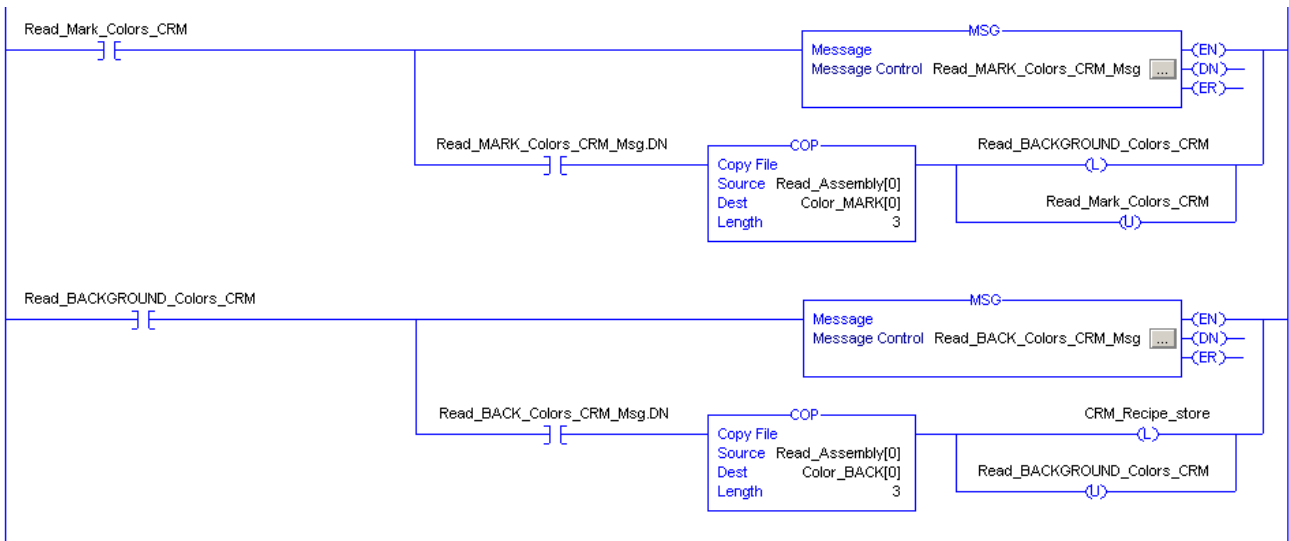 Read_Mark_Colors_CRM
MSG
Message
Message Control Read_MARK_Colors_CRM_Msg ...
EN
DN
ER
Read_MARK_Colors_CRM_Msg.DN
COP
Copy File
Source Read_Assembly[0]
Dest Color_MARK[0]
Length 3
Read_BACKGROUND_Colors_CRM
L
Read_Mark_Colors_CRM
U
Read_BACKGROUND_Colors_CRM
MSG
Message
Message Control Read_BACK_Colors_CRM_Msg ...
EN
DN
ER
Read_BACK_Colors_CRM_Msg.DN
COP
Copy File
Source Read_Assembly[0]
Dest Color_BACK[0]
Length 3
CRM_Recipe_store
L
Read_BACKGROUND_Colors_CRM
U